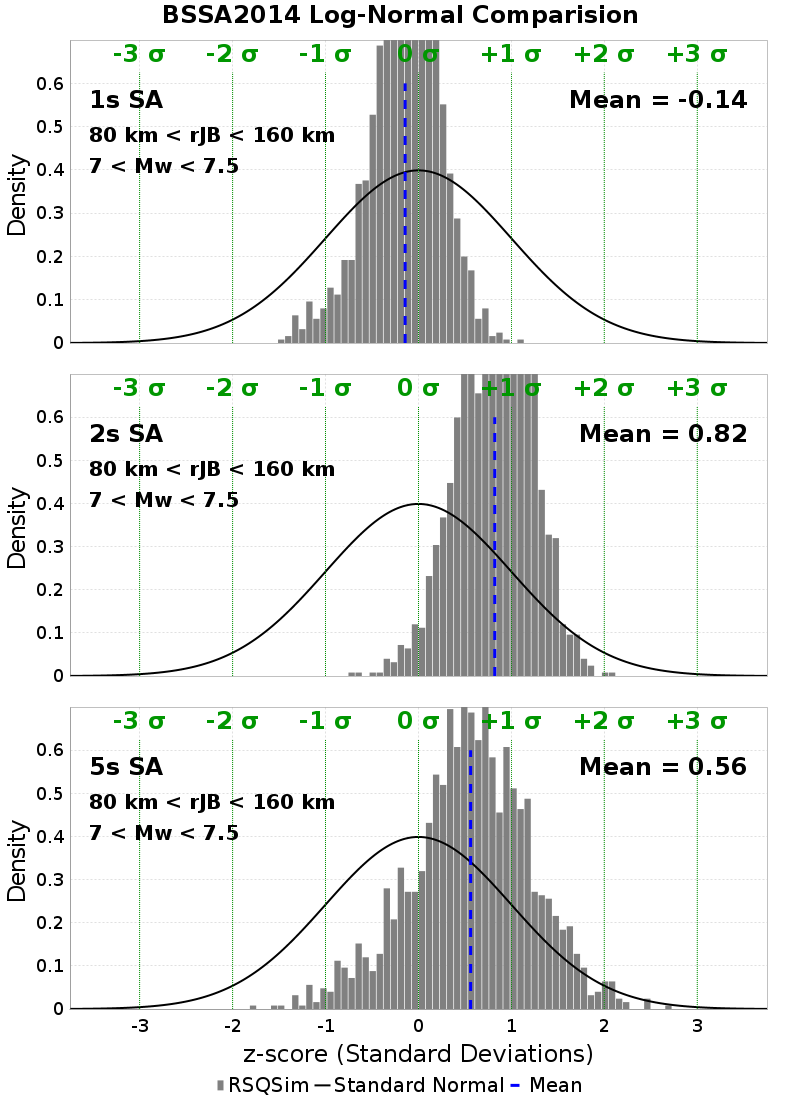 BSSA2014 Log-Normal Comparision
-3 σ -2 σ -1 σ 0 σ +1 σ +2 σ +3 σ
1s SA Mean = -0.14
80 km < rJB < 160 km
7 < Mw < 7.5
0.6
0.5
0.4
0.3
0.2
0.1
0
Density
-3 σ -2 σ -1 σ 0 σ +1 σ +2 σ +3 σ
2s SA Mean = 0.82
80 km < rJB < 160 km
7 < Mw < 7.5
0.6
0.5
0.4
0.3
0.2
0.1
0
Density
-3 σ -2 σ -1 σ 0 σ +1 σ +2 σ +3 σ
5s SA Mean = 0.56
80 km < rJB < 160 km
7 < Mw < 7.5
0.6
0.5
0.4
0.3
0.2
0.1
0
Density
-3 -2 -1 0 1 2 3
z-score (Standard Deviations)
RSQSim Standard Normal Mean